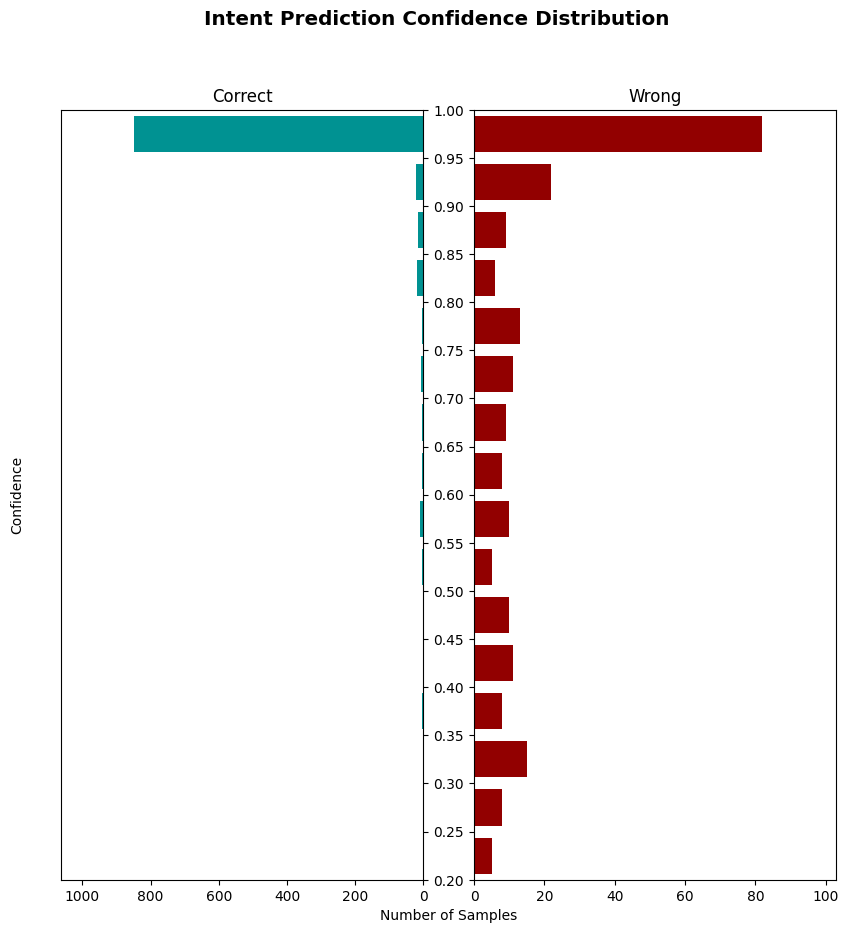 Intent Prediction Confidence Distribution
Correct
Wrong
1.00
0.95
0.90
0.85
0.80
0.75
0.70
0.65
0.60
0.55
0.50
0.45
0.40
0.35
0.30
0.25
0.20
Confidence
1000 800 600 400 200 0
0 20 40 60 80 100
Number of Samples